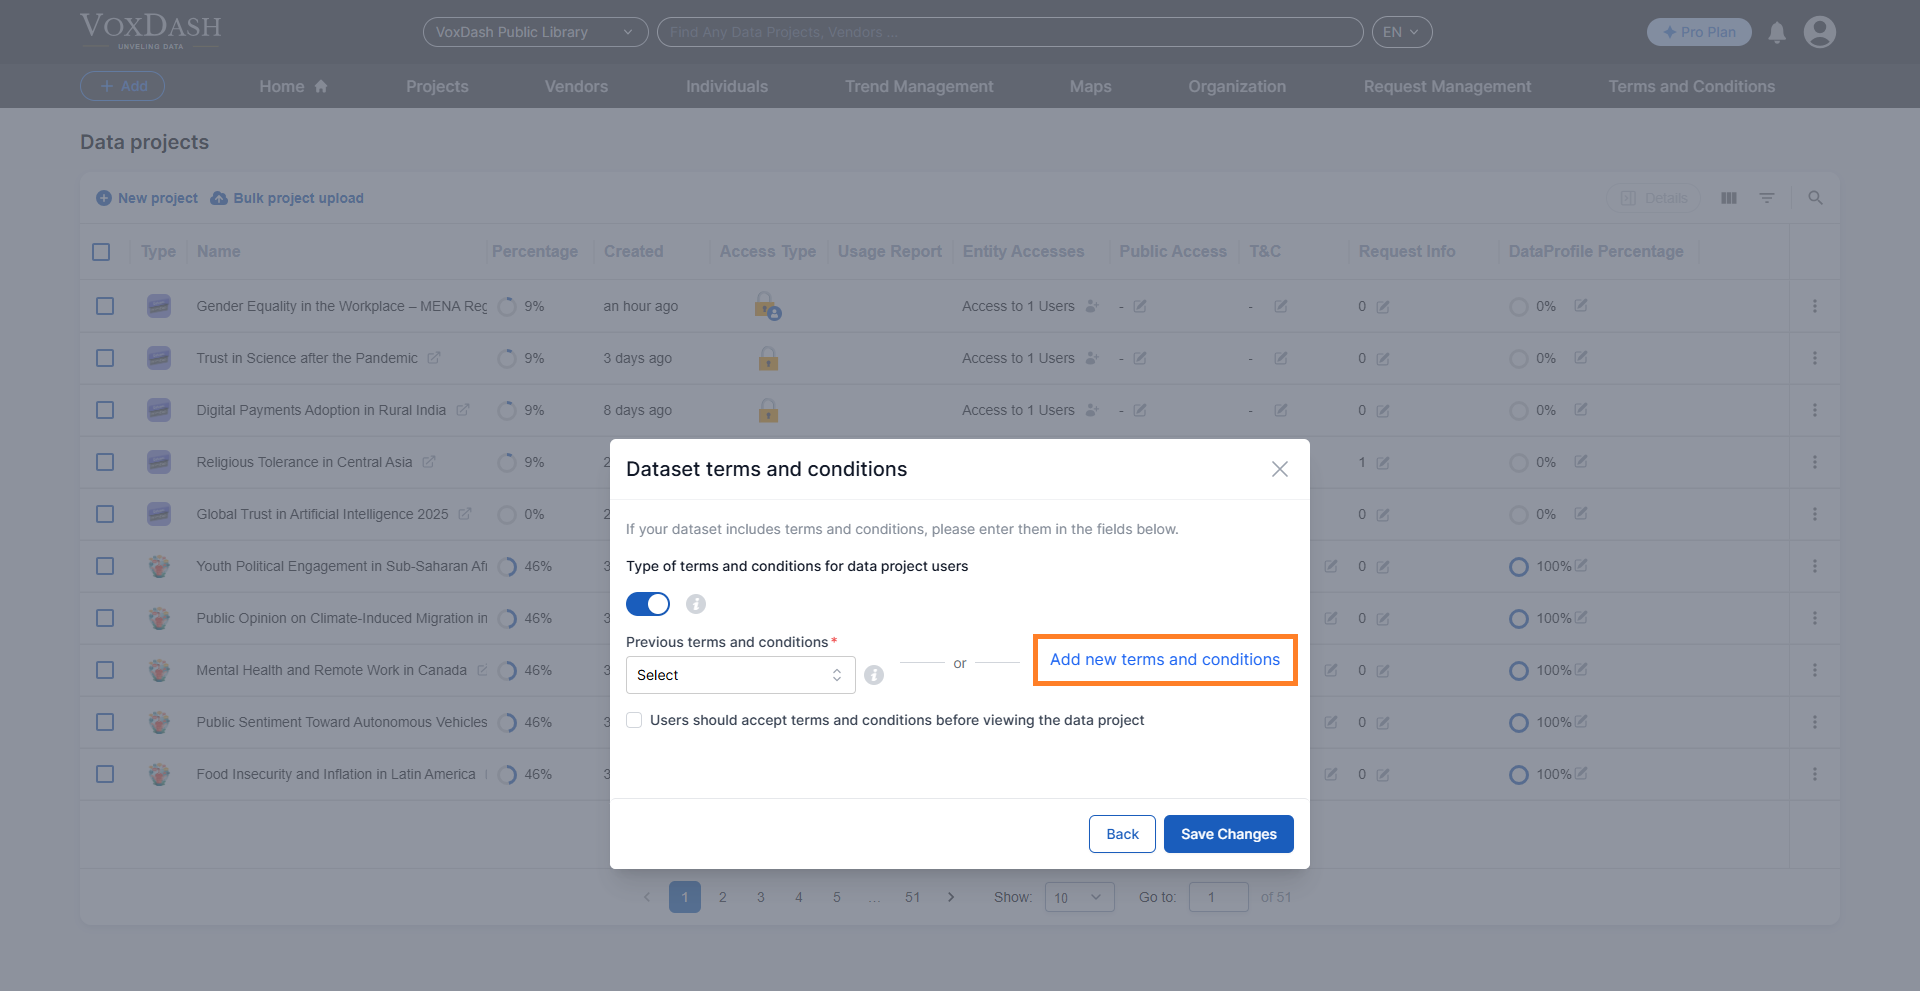 VOXDASH
UNVEILING DATA
VoxDash Public Library
Find Any Data Projects, Vendors ...
EN
Pro Plan
Add
Home
Projects
Vendors
Individuals
Trend Management
Maps
Organization
Request Management
Terms and Conditions
Data projects
New project
Bulk project upload
Details
Type Name Percentage Created Access Type Usage Report Entity Accesses Public Access T&C Request Info DataProfile Percentage
Gender Equality in the Workplace – MENA Reg 9% an hour ago Access to 1 Users - - 0 0%
Trust in Science after the Pandemic 9% 3 days ago Access to 1 Users - - 0 0%
Digital Payments Adoption in Rural India 9% 8 days ago Access to 1 Users - - 0 0%
Religious Tolerance in Central Asia 9% 2 1 0%
Global Trust in Artificial Intelligence 2025 0% 2 0 0%
Youth Political Engagement in Sub-Saharan Afr 46% 3 0 100%
Public Opinion on Climate-Induced Migration in 46% 3 0 100%
Mental Health and Remote Work in Canada 46% 3 0 100%
Public Sentiment Toward Autonomous Vehicles 46% 3 0 100%
Food Insecurity and Inflation in Latin America 46% 3 0 100%
Dataset terms and conditions
If your dataset includes terms and conditions, please enter them in the fields below.
Type of terms and conditions for data project users
Previous terms and conditions*
Select
or
Add new terms and conditions
Users should accept terms and conditions before viewing the data project
Back
Save Changes
1 2 3 4 5 ... 51
Show: 10
Go to: 1 of 51